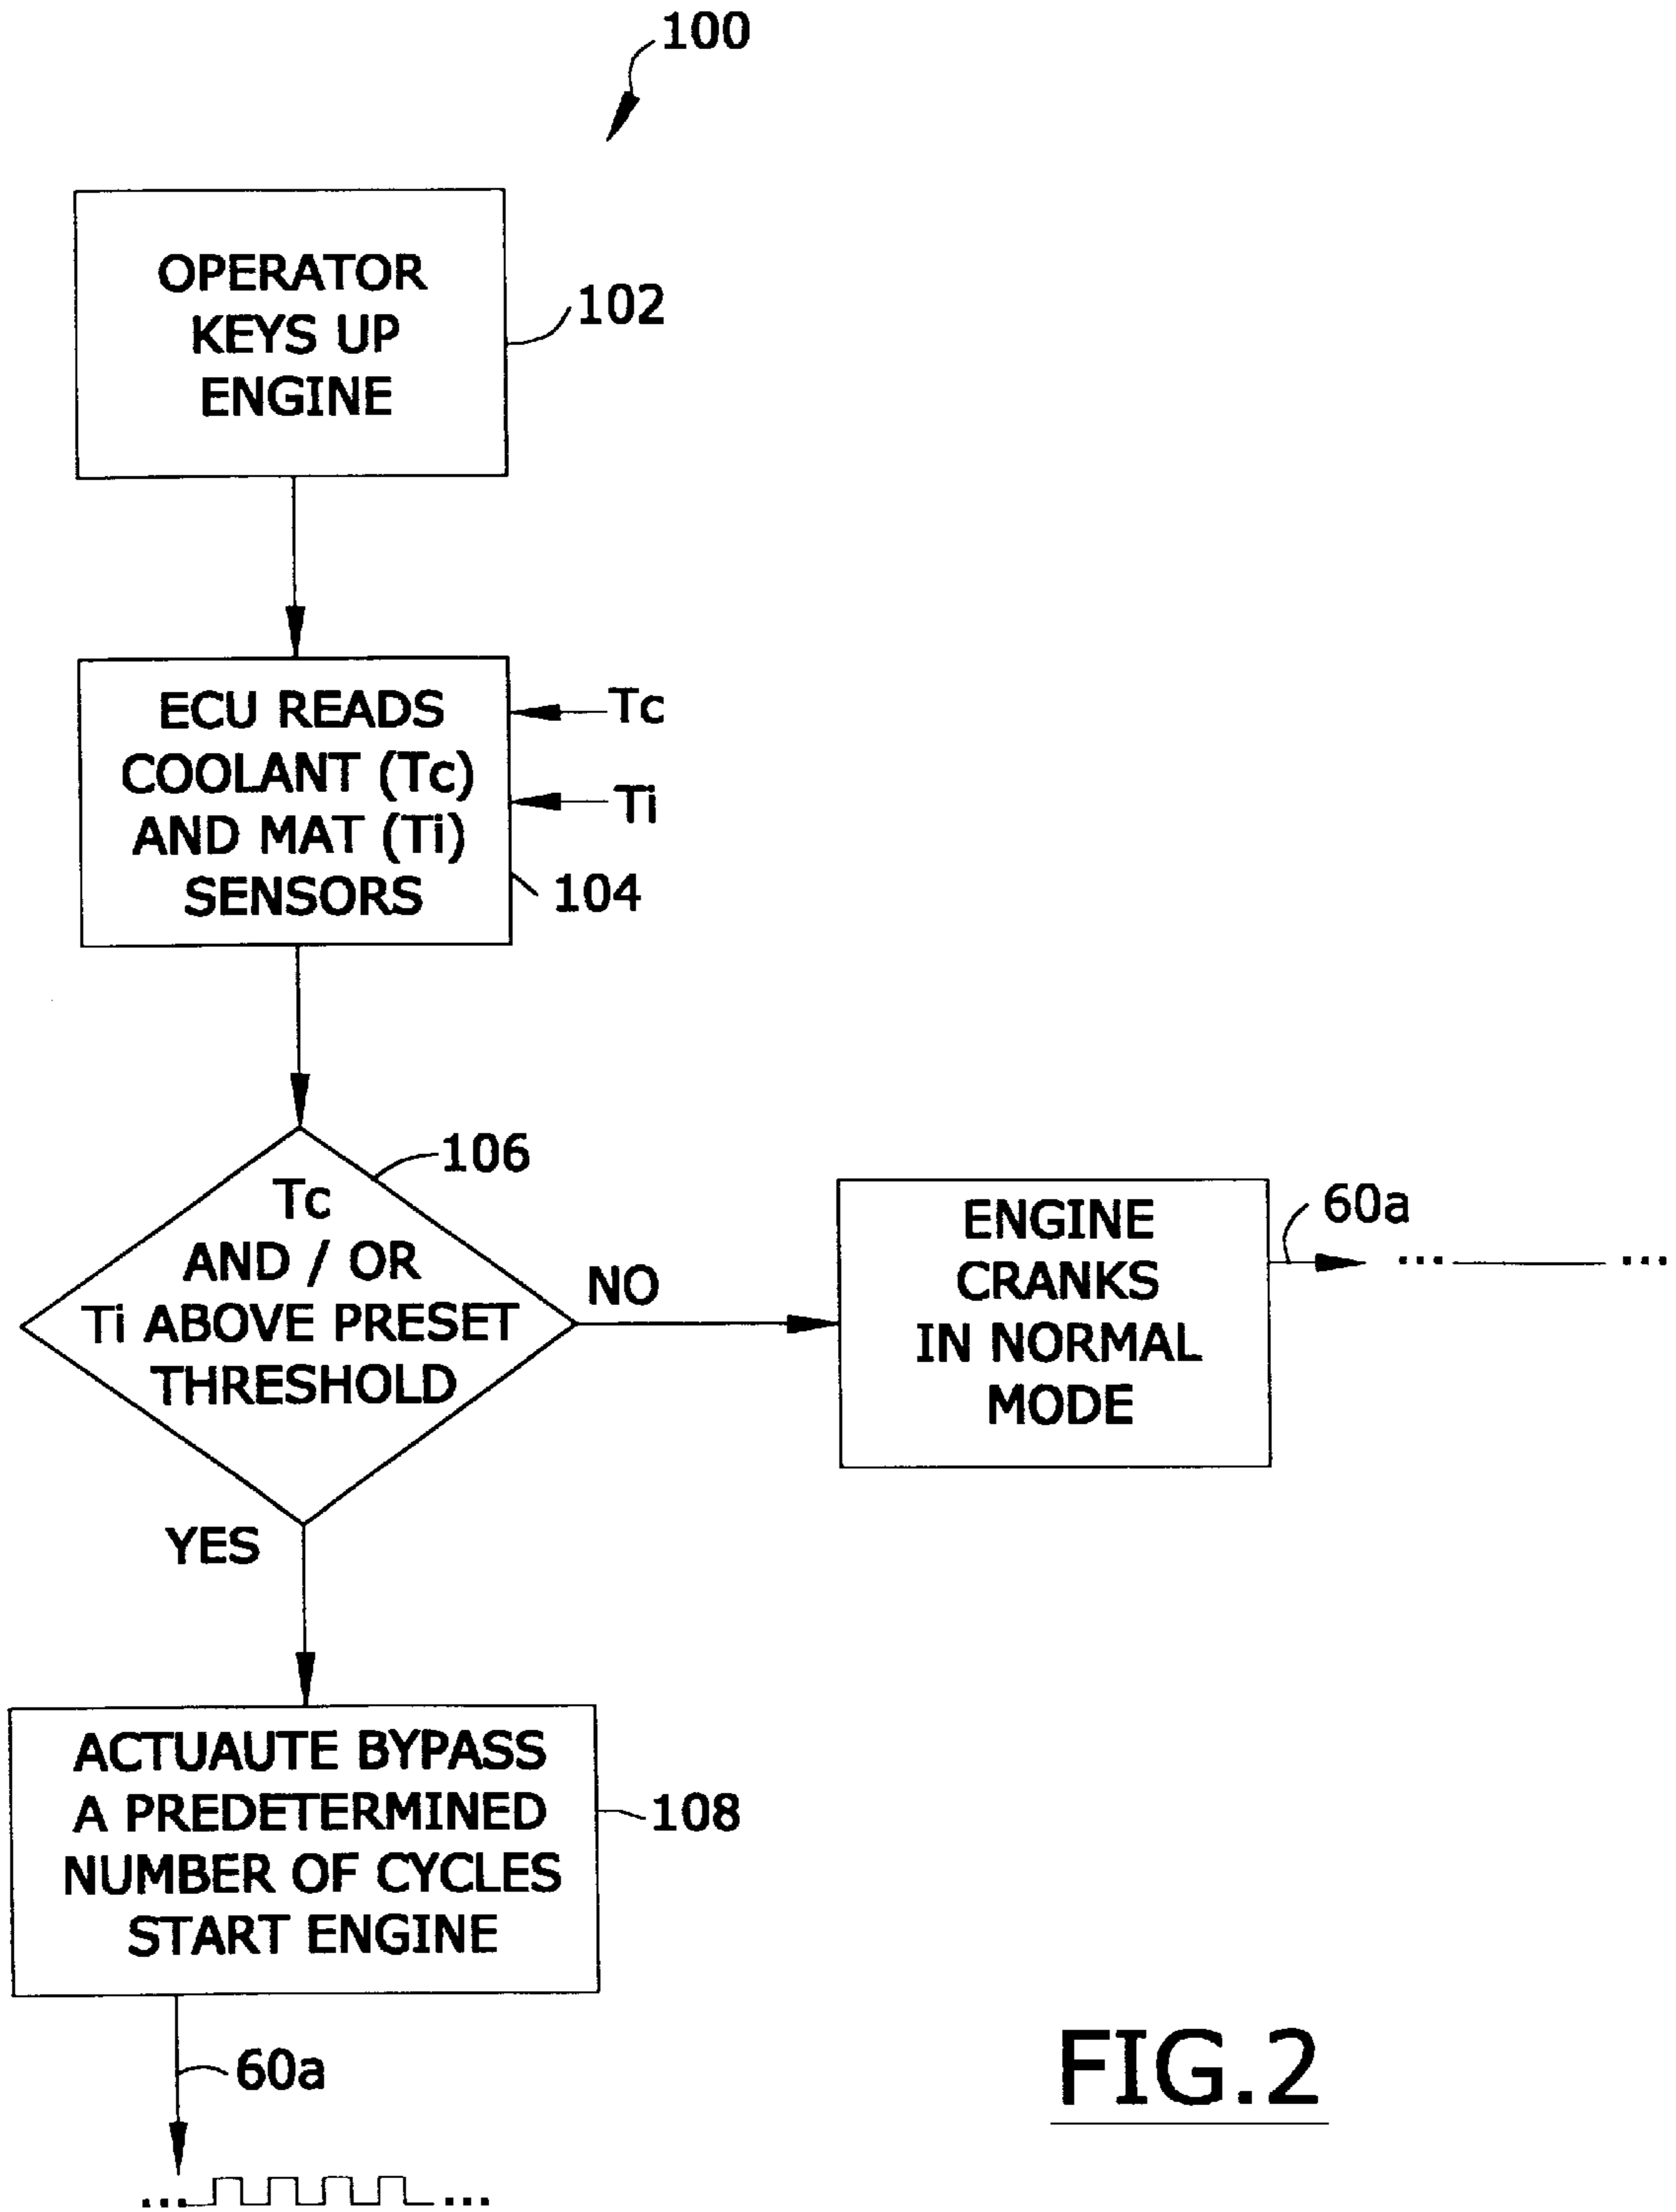 100
OPERATOR
KEYS UP
ENGINE
102
ECU READS
COOLANT (Tc)
AND MAT (Ti)
SENSORS
Tc
Ti
104
106
Tc
AND / OR
Ti ABOVE PRESET
THRESHOLD
NO
ENGINE
CRANKS
IN NORMAL
MODE
60a
... ...
YES
ACTUAUTE BYPASS
A PREDETERMINED
NUMBER OF CYCLES
START ENGINE
108
60a
... ...
FIG.2